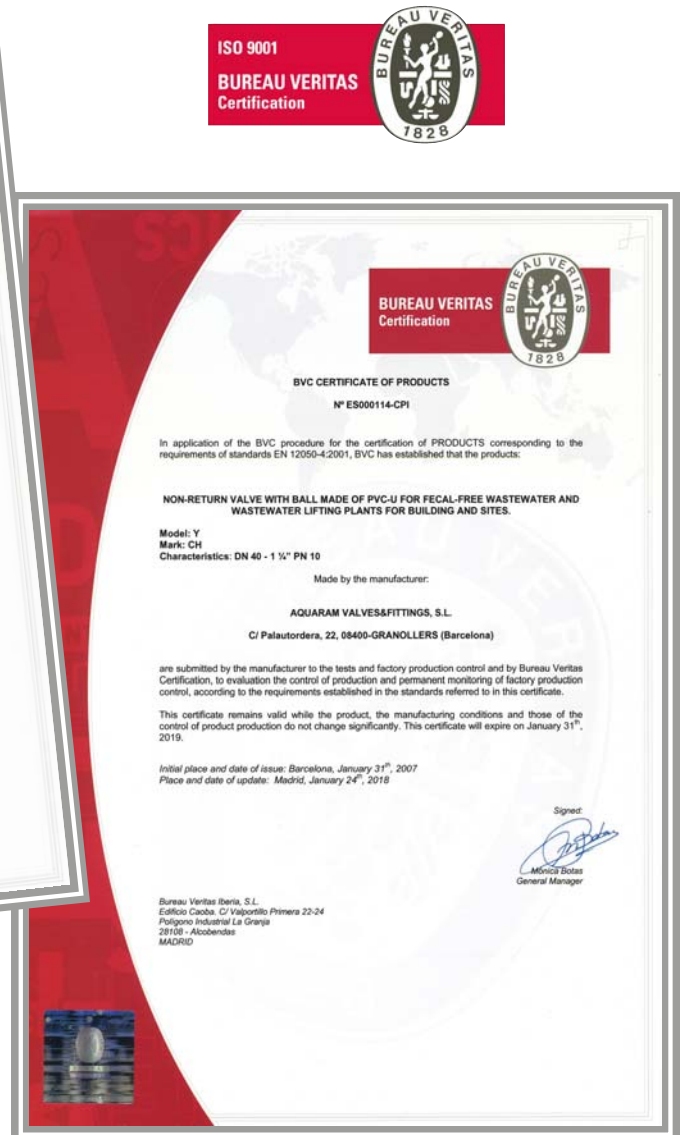 ISO 9001
BUREAU VERITAS
Certification
BUREAU VERITAS
1828
BUREAU VERITAS
Certification
BUREAU VERITAS
1828
BVC CERTIFICATE OF PRODUCTS
Nº ES000114-CPI
In application of the BVC procedure for the certification of PRODUCTS corresponding to the
requirements of standards EN 12050-4:2001, BVC has established that the products:
NON-RETURN VALVE WITH BALL MADE OF PVC-U FOR FECAL-FREE WASTEWATER AND
WASTEWATER LIFTING PLANTS FOR BUILDING AND SITES.
Model: Y
Mark: CH
Characteristics: DN 40 - 1 ¼" PN 10
Made by the manufacturer:
AQUARAM VALVES&FITTINGS, S.L.
C/ Palautordera, 22, 08400-GRANOLLERS (Barcelona)
are submitted by the manufacturer to the tests and factory production control and by Bureau Veritas
Certification, to evaluation the control of production and permanent monitoring of factory production
control, according to the requirements established in the standards referred to in this certificate.
This certificate remains valid while the product, the manufacturing conditions and those of the
control of product production do not change significantly. This certificate will expire on January 31th,
2019.
Initial place and date of issue: Barcelona, January 31th, 2007
Place and date of update: Madrid, January 24th, 2018
Signed:
Mónica Botas
General Manager
Bureau Veritas Iberia, S.L.
Edificio Caoba. C/ Valportillo Primera 22-24
Polígono Industrial La Granja
28108 - Alcobendas
MADRID